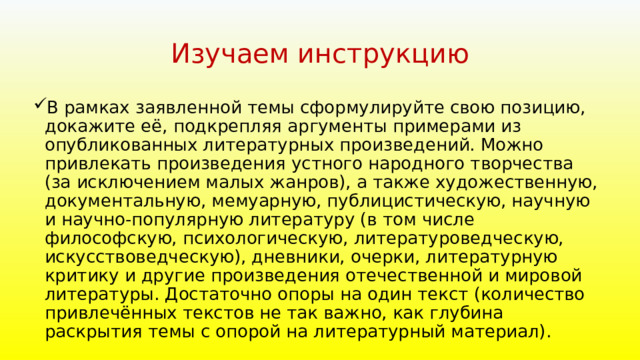 Изучаем инструкцию
✓В рамках заявленной темы сформулируйте свою позицию,
докажите её, подкрепляя аргументы примерами из
опубликованных литературных произведений. Можно
привлекать произведения устного народного творчества
(за исключением малых жанров), а также художественную,
документальную, мемуарную, публицистическую, научную
и научно-популярную литературу (в том числе
философскую, психологическую, литературоведческую,
искусствоведческую), дневники, очерки, литературную
критику и другие произведения отечественной и мировой
литературы. Достаточно опоры на один текст (количество
привлечённых текстов не так важно, как глубина
раскрытия темы с опорой на литературный материал).